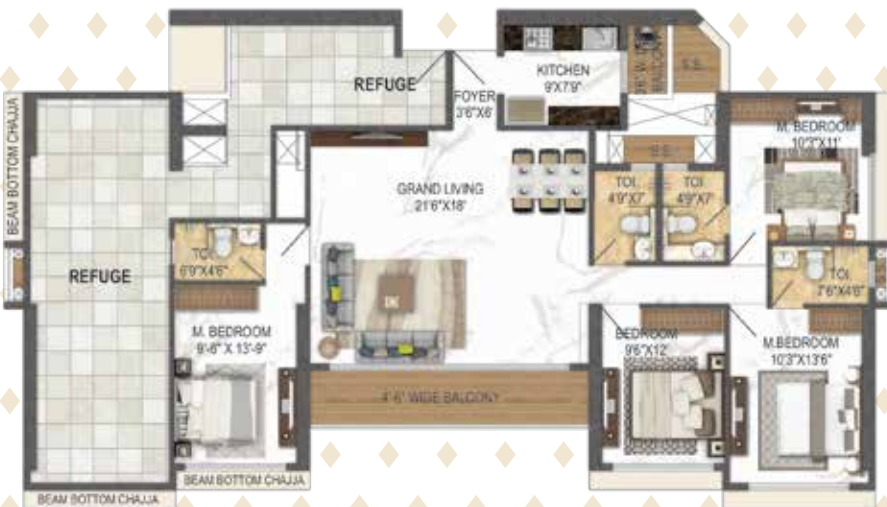 REFUGE
FOYER
3'6"X6'
KITCHEN
9'X7'9"
BALCONY
BEAM BOTTOM CHAJJA
M. BEDROOM
10'3"X11'
GRAND LIVING
21'6"X18'
TOI.
4'9"X7'
TOI.
4'9"X7'
REFUGE
TOI.
6'9"X4'6"
TOI.
7'6"X4'6"
M. BEDROOM
9'-6" X 13'-9"
BEDROOM
9'6"X12'
M.BEDROOM
10'3"X13'6"
4'-6" WIDE BALCONY
BEAM BOTTOM CHAJJA
BEAM BOTTOM CHAJJA